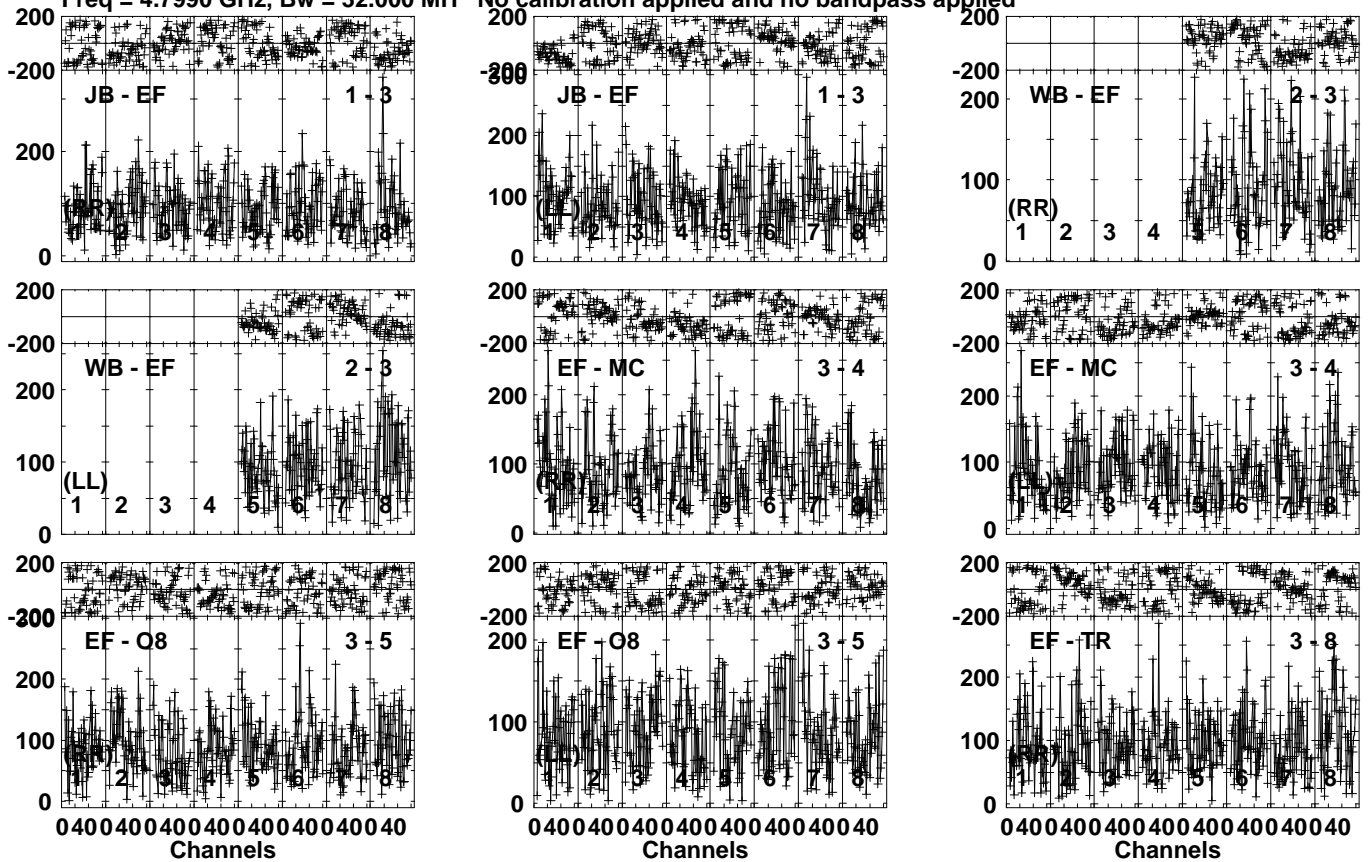 Freq = 4.7990 GHz, Bw = 32.000 MH No calibration applied and no bandpass applied
200 200 200
-200 -200 -200
300
JB - EF 1 - 3 JB - EF 1 - 3 WB - EF 2 - 3
200 200 200
100 100
(RR) (LL) (RR)
1 2 3 4 5 6 7 8 1 2 3 4 5 6 7 8 1 2 3 4 5 6 7 8
0 0 0
200 200 200
-200 -200 -200
WB - EF 2 - 3 EF - MC 3 - 4 EF - MC 3 - 4
200 200 200
100 100 100
(LL) (RR) (LL)
1 2 3 4 5 6 7 8 1 2 3 4 5 6 7 8 1 2 3 4 5 6 7 8
0 0 0
200 200 200
-200 -200 -200
300
EF - O8 3 - 5 EF - O8 3 - 5 EF - TR 3 - 8
200 200 200
100 100 100
(RR) (LL) (RR)
1 2 3 4 5 6 7 8 1 2 3 4 5 6 7 8 1 2 3 4 5 6 7 8
0 0 0
0 40 0 40 0 40 0 40 0 40 0 40 0 40 0 40 0 40 0 40 0 40 0 40 0 40 0 40 0 40 0 40 0 40 0 40 0 40 0 40 0 40 0 40 0 40 0 40
Channels Channels Channels